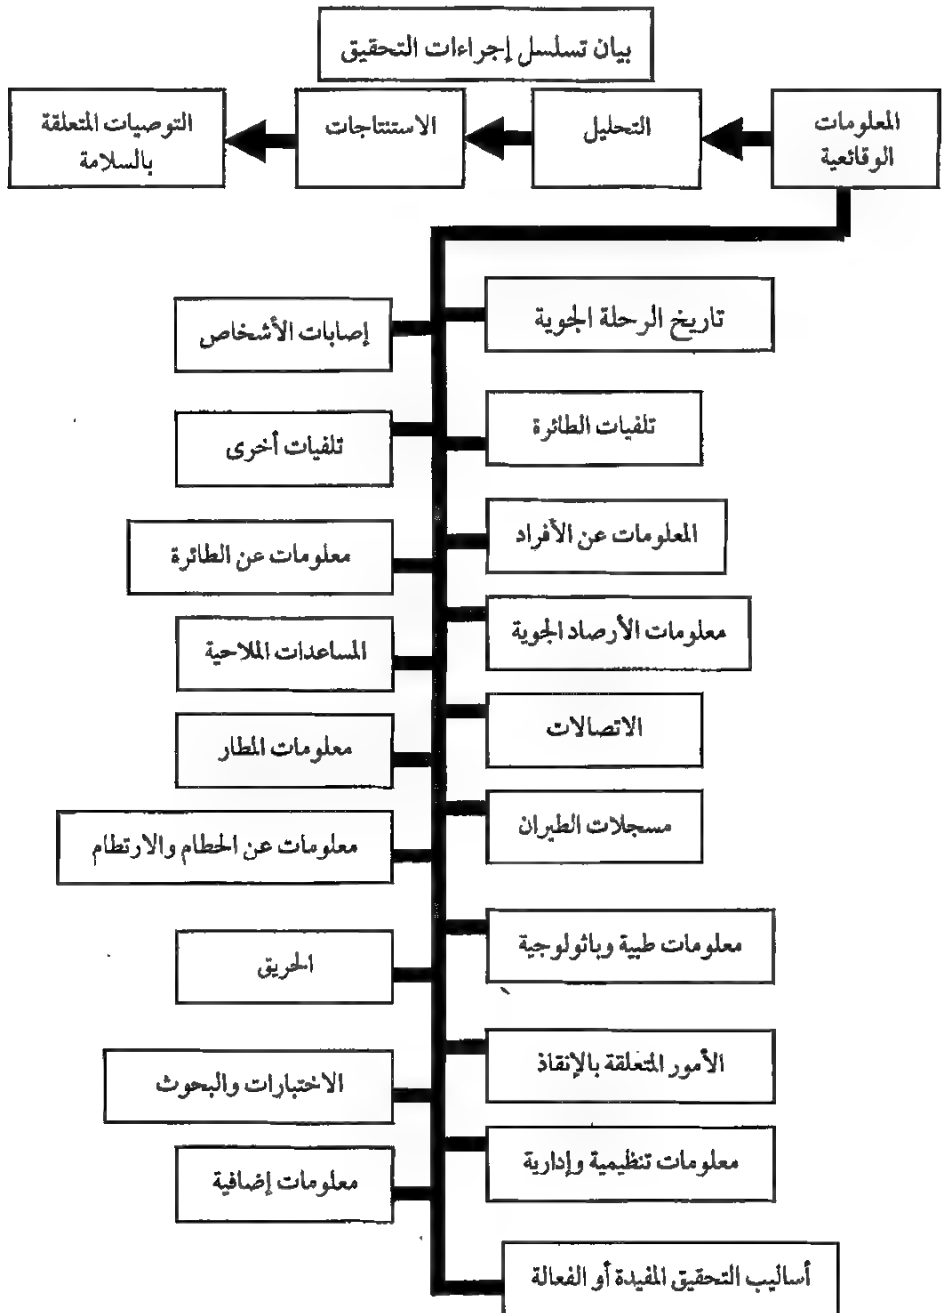 بيان تسلسل إجراءات التحقيق
المعلومات
الوقائعية
التحليل
الاستنتاجات
التوصيات المتعلقة
بالسلامة
تاريخ الرحلة الجوية
إصابات الأشخاص
تلفيات الطائرة
تلفيات أخرى
المعلومات عن الأفراد
معلومات عن الطائرة
معلومات الأرصاد الجوية
المساعدات الملاحية
الاتصالات
معلومات المطار
مسجلات الطيران
معلومات عن الحطام والارتطام
معلومات طبية وباثولوجية
الحريق
الأمور المتعلقة بالإنقاذ
الاختبارات والبحوث
معلومات تنظيمية وإدارية
معلومات إضافية
أساليب التحقيق المفيدة أو الفعالة